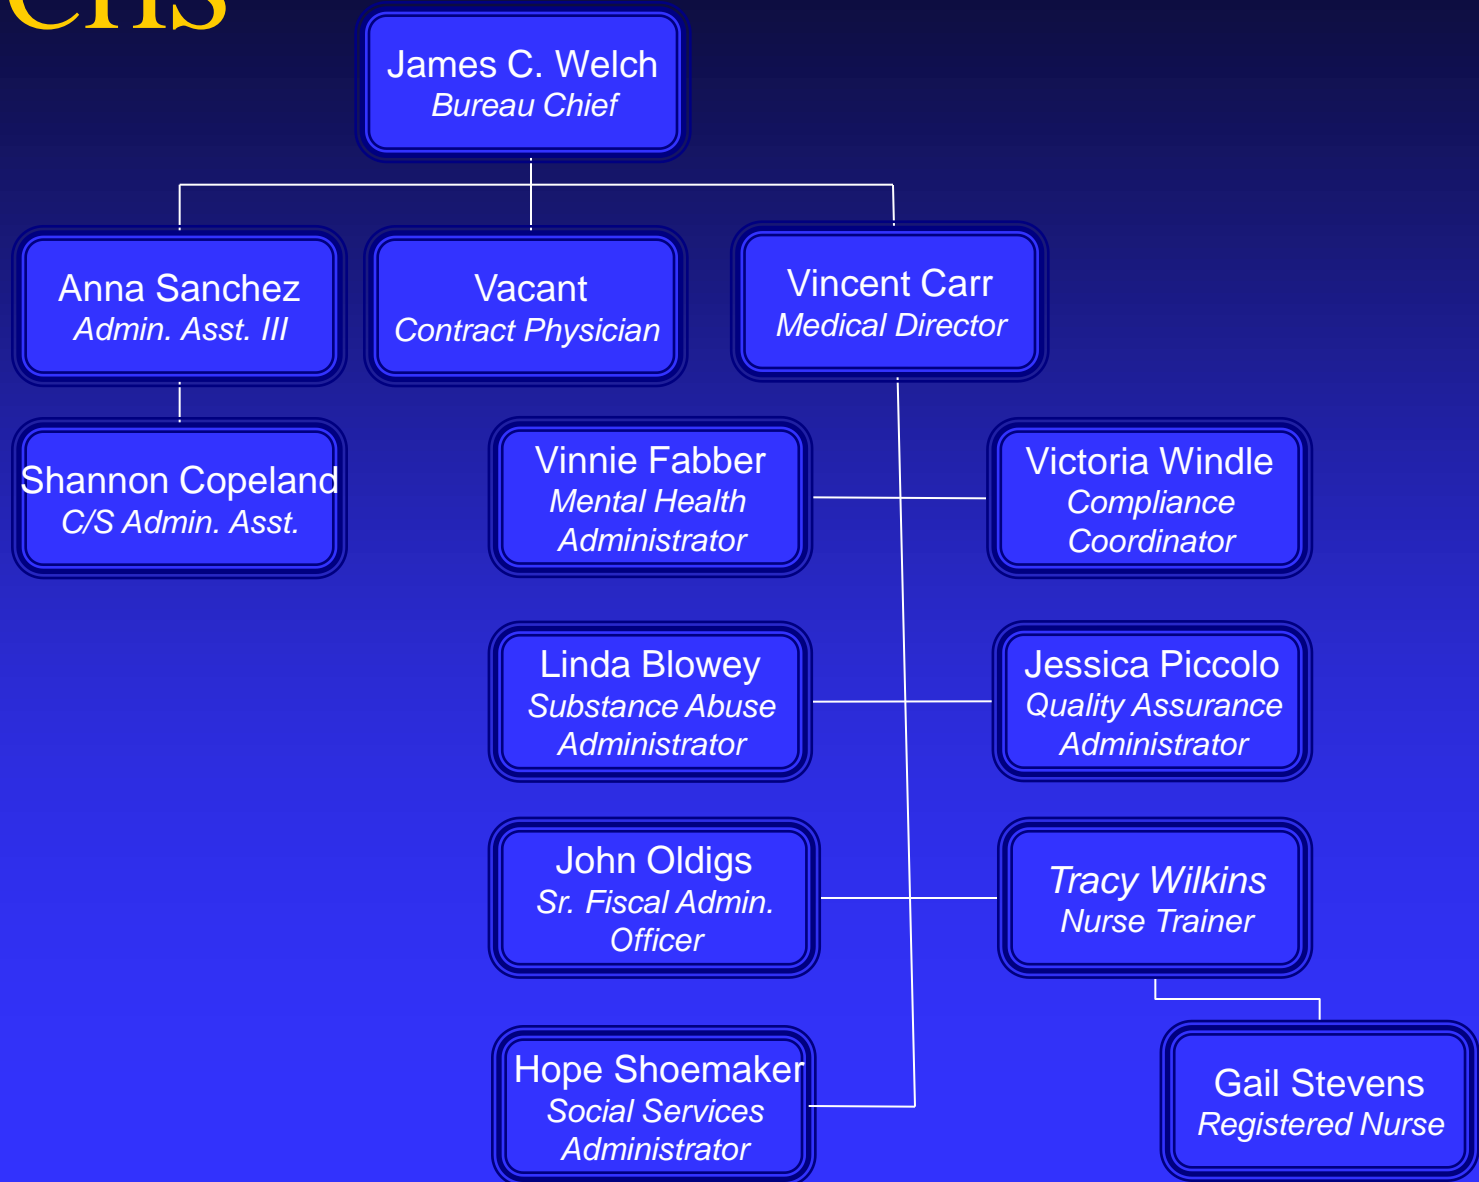 James C. Welch
Bureau Chief
Anna Sanchez
Admin. Asst. III
Vacant
Contract Physician
Vincent Carr
Medical Director
Shannon Copeland
C/S Admin. Asst.
Vinnie Fabber
Mental Health
Administrator
Victoria Windle
Compliance
Coordinator
Linda Blowey
Substance Abuse
Administrator
Jessica Piccolo
Quality Assurance
Administrator
John Oldigs
Sr. Fiscal Admin.
Officer
Tracy Wilkins
Nurse Trainer
Hope Shoemaker
Social Services
Administrator
Gail Stevens
Registered Nurse